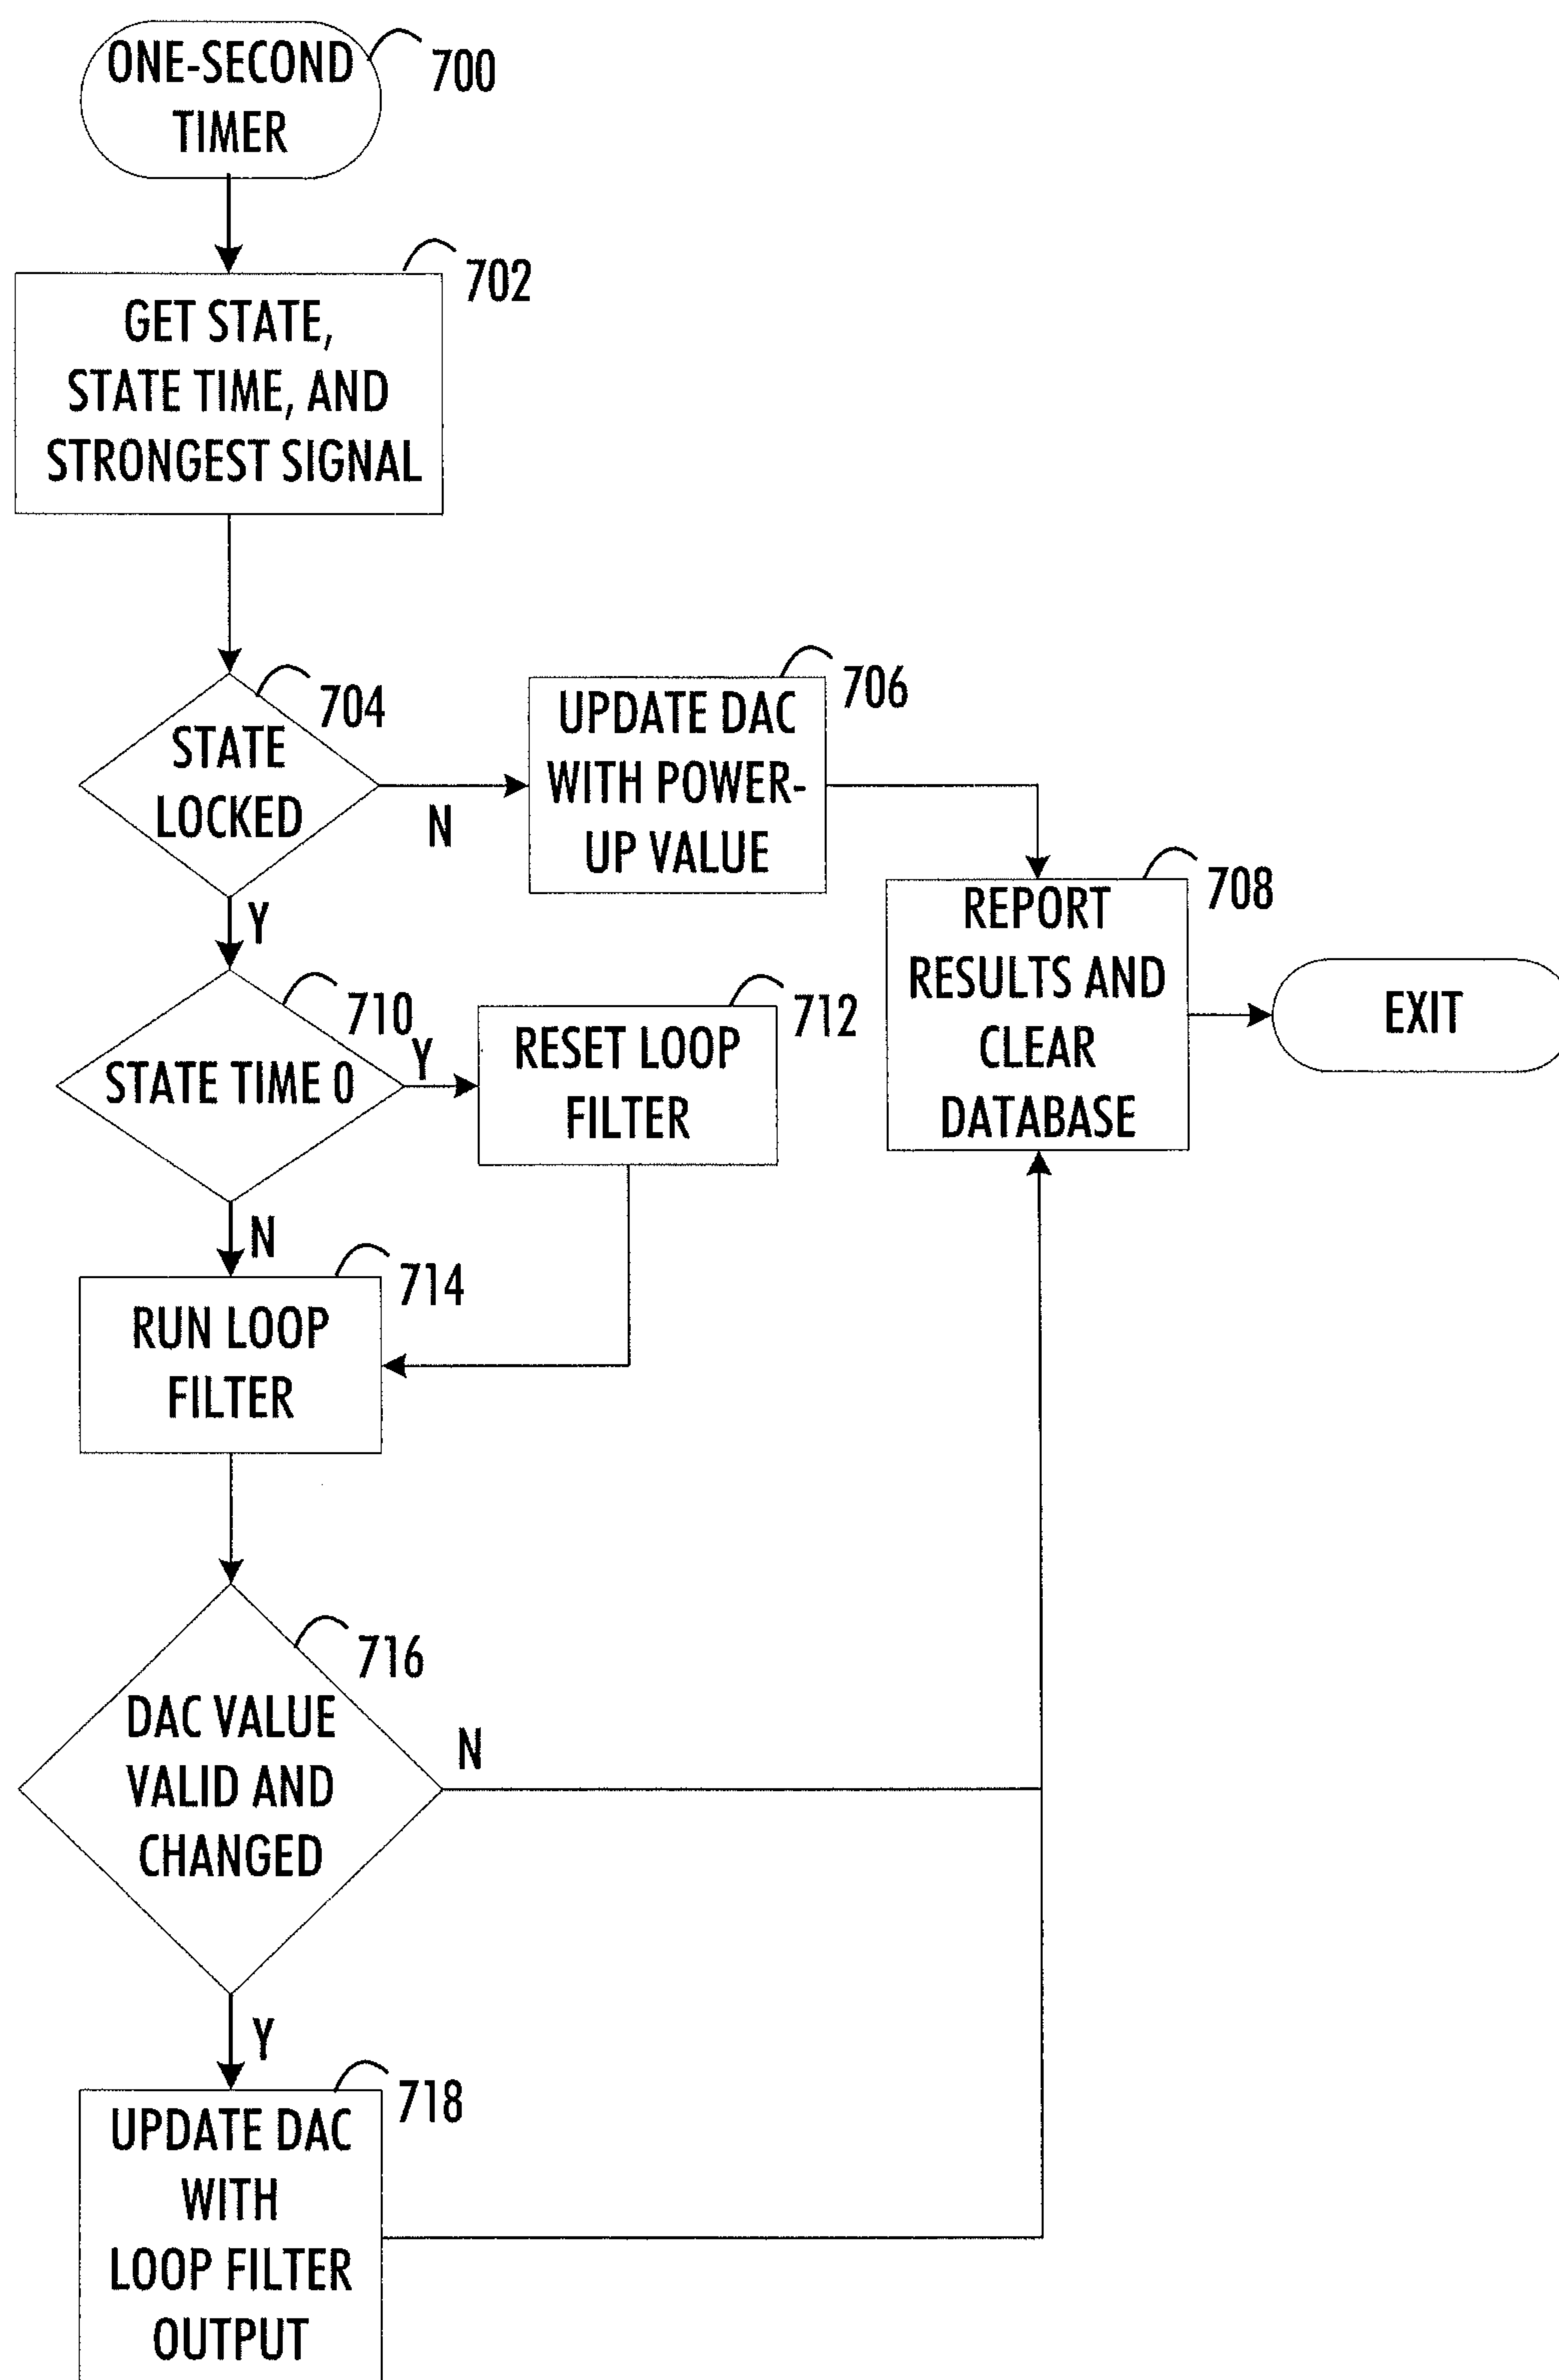 ONE-SECOND
TIMER
700
GET STATE,
STATE TIME, AND
STRONGEST SIGNAL
702
STATE
LOCKED
704
N
Y
UPDATE DAC
WITH POWER-
UP VALUE
706
REPORT
RESULTS AND
CLEAR
DATABASE
708
EXIT
STATE TIME 0
710
Y
N
RESET LOOP
FILTER
712
RUN LOOP
FILTER
714
DAC VALUE
VALID AND
CHANGED
716
N
Y
UPDATE DAC
WITH
LOOP FILTER
OUTPUT
718